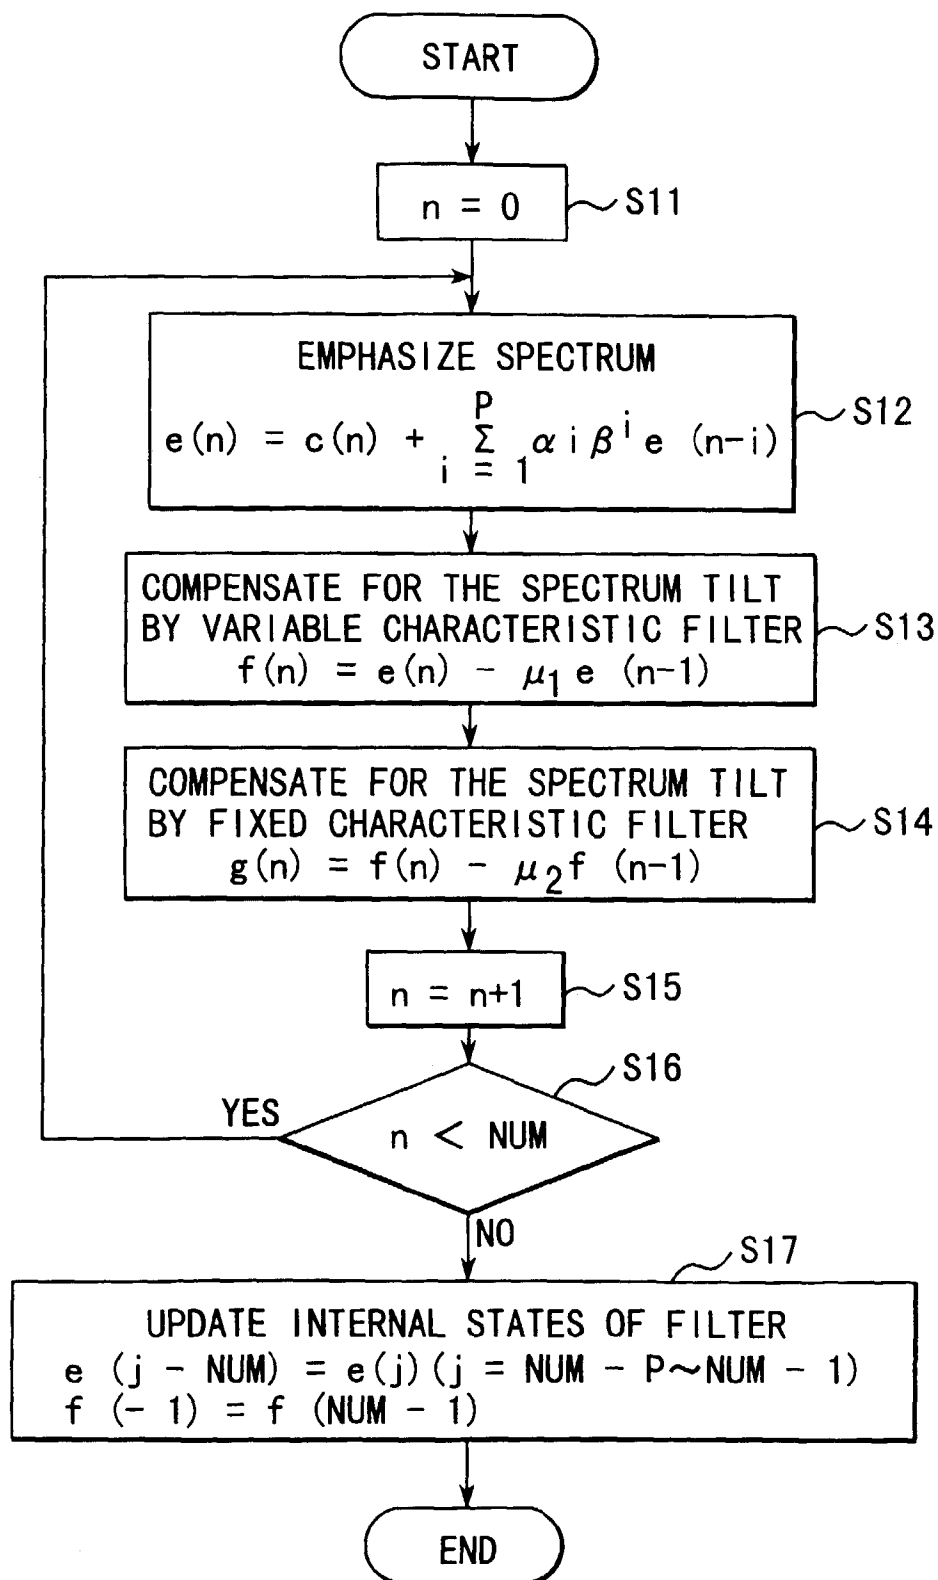 START
n = 0
S11
EMPHASIZE SPECTRUM
e(n) = c(n) + P Σ i = 1 α i β i e (n-i)
S12
COMPENSATE FOR THE SPECTRUM TILT
BY VARIABLE CHARACTERISTIC FILTER
f(n) = e(n) - μ1 e (n-1)
S13
COMPENSATE FOR THE SPECTRUM TILT
BY FIXED CHARACTERISTIC FILTER
g(n) = f(n) - μ2 f (n-1)
S14
n = n+1
S15
S16
YES
n < NUM
NO
S17
UPDATE INTERNAL STATES OF FILTER
e (j - NUM) = e(j) (j = NUM - P~NUM - 1)
f (- 1) = f (NUM - 1)
END